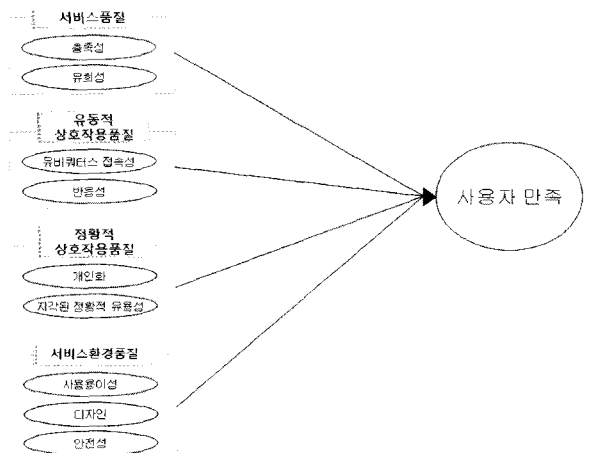 서비스품질
충족성
유희성
유동적
상호작용품질
유비쿼터스 접속성
반응성
정황적
상호작용품질
개인화
지각된 정황적 유용성
서비스환경품질
사용용이성
디자인
안전성
사용자 만족